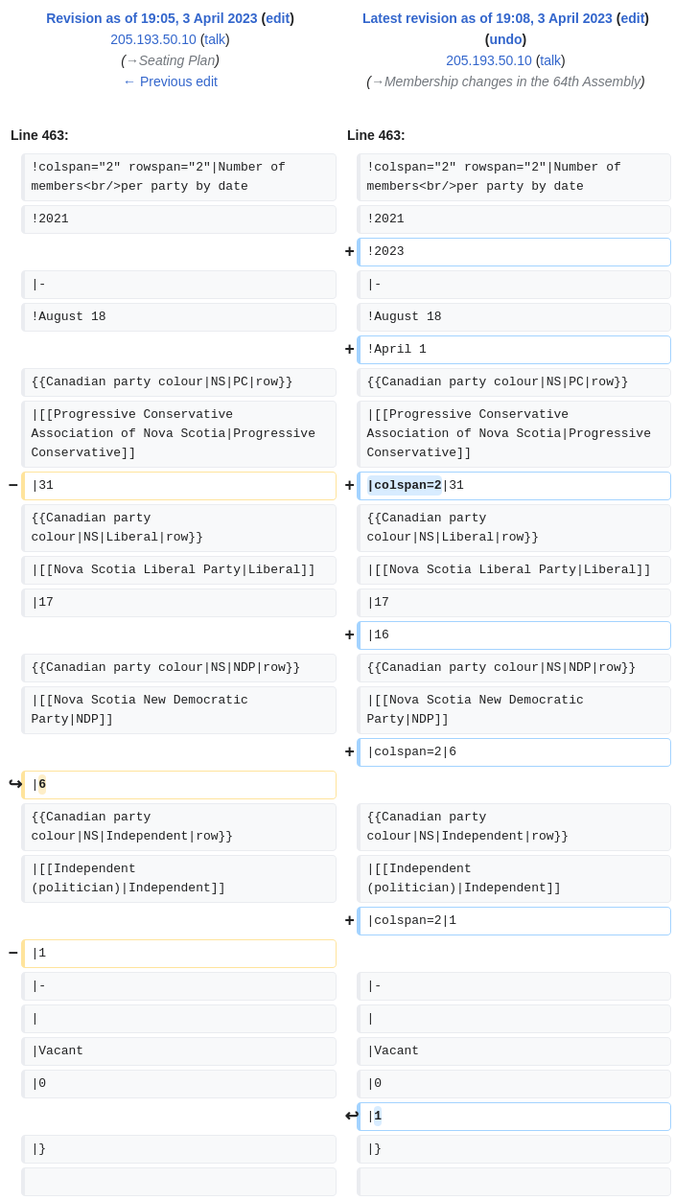 Revision as of 19:05, 3 April 2023 (edit)
205.193.50.10 (talk)
(→Seating Plan)
← Previous edit
Latest revision as of 19:08, 3 April 2023 (edit)
(undo)
205.193.50.10 (talk)
(→Membership changes in the 64th Assembly)
Line 463:
Line 463:
!colspan="2" rowspan="2"|Number of
members<br/>per party by date
!colspan="2" rowspan="2"|Number of
members<br/>per party by date
!2021
!2021
+ !2023
|-
|-
!August 18
!August 18
+ !April 1
{{Canadian party colour|NS|PC|row}}
{{Canadian party colour|NS|PC|row}}
|[[Progressive Conservative
Association of Nova Scotia|Progressive
Conservative]]
|[[Progressive Conservative
Association of Nova Scotia|Progressive
Conservative]]
− |31
+ |colspan=2|31
{{Canadian party
colour|NS|Liberal|row}}
{{Canadian party
colour|NS|Liberal|row}}
|[[Nova Scotia Liberal Party|Liberal]]
|[[Nova Scotia Liberal Party|Liberal]]
|17
|17
+ |16
{{Canadian party colour|NS|NDP|row}}
{{Canadian party colour|NS|NDP|row}}
|[[Nova Scotia New Democratic
Party|NDP]]
|[[Nova Scotia New Democratic
Party|NDP]]
+ |colspan=2|6
↪ |6
{{Canadian party
colour|NS|Independent|row}}
{{Canadian party
colour|NS|Independent|row}}
|[[Independent
(politician)|Independent]]
|[[Independent
(politician)|Independent]]
+ |colspan=2|1
− |1
|-
|-
|
|
|Vacant
|Vacant
|0
|0
↩ |1
|}
|}